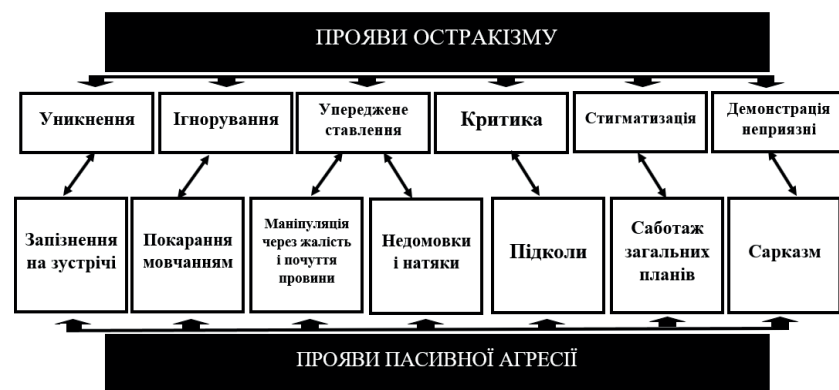 ПРОЯВИ ОСТРАКІЗМУ
Уникнення
Ігнорування
Упереджене
ставлення
Критика
Стигматизація
Демонстрація
неприязні
Запізнення
на зустрічі
Покарання
мовчанням
Маніпуляція
через жалість
і почуття
провини
Недомовки
і натяки
Підколи
Саботаж
загальних
планів
Сарказм
ПРОЯВИ ПАСИВНОЇ АГРЕСІЇ